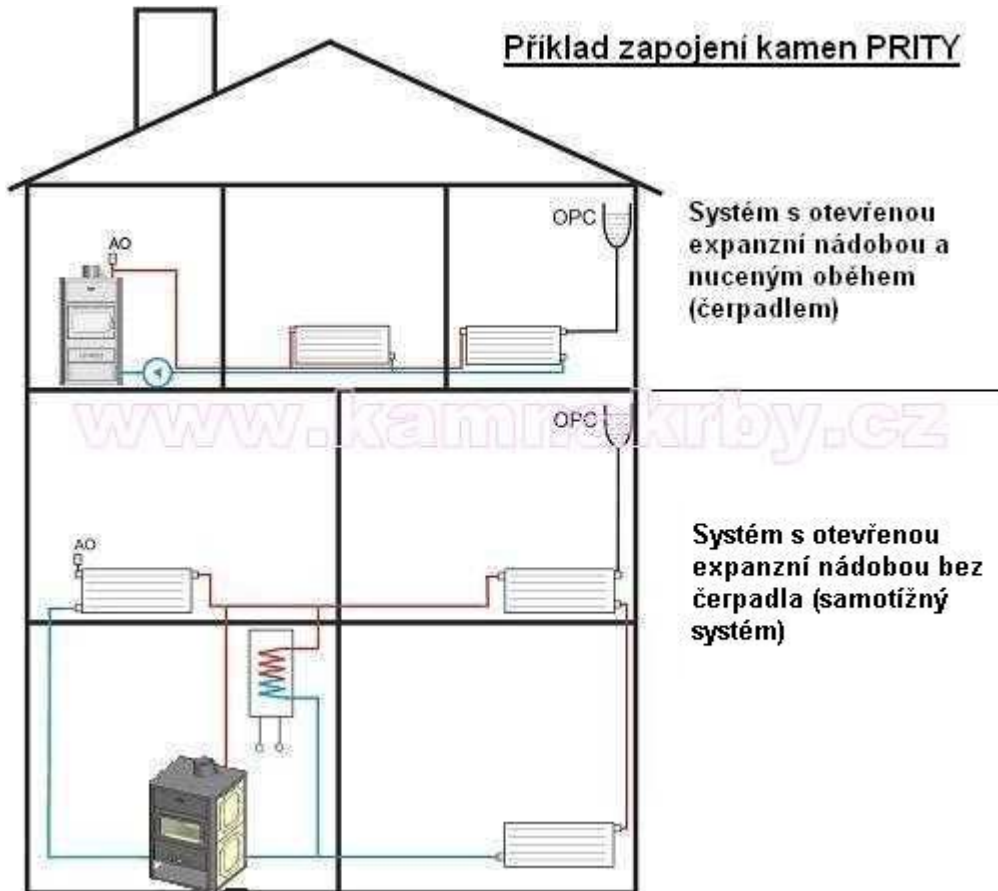 Příklad zapojení kamen PRITY
OPC
AO
Systém s otevřenou
expanzní nádobou a
nuceným oběhem
(čerpadlem)
www.kamnakrby.cz
OPC
AO
Systém s otevřenou
expanzní nádobou bez
čerpadla (samotížný
systém)